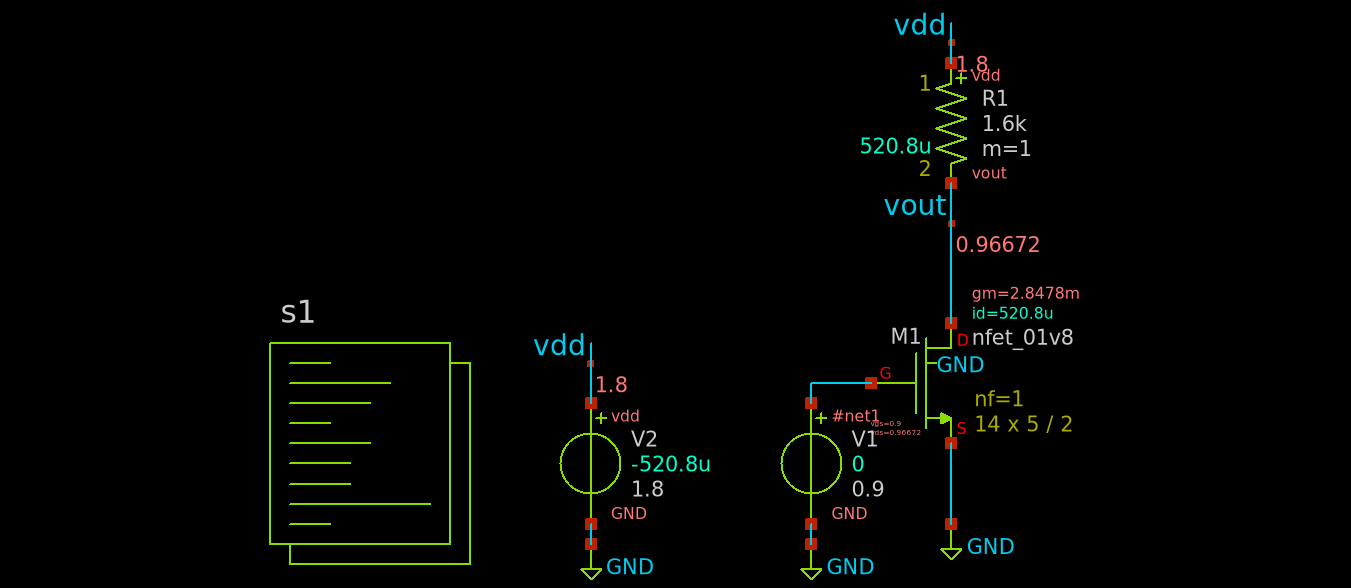 vdd
1.8
+ vdd
1
R1
1.6k
520.8u
m=1
2
vout
vout
0.96672
gm=2.8478m
s1
id=520.8u
M1
D nfet_01v8
vdd
GND
G
1.8
nf=1
+ vdd
+ #net1
vgs=0.9
vds=0.96672
S
14 x 5 / 2
V2
V1
-520.8u
0
1.8
0.9
GND
GND
GND
GND
GND